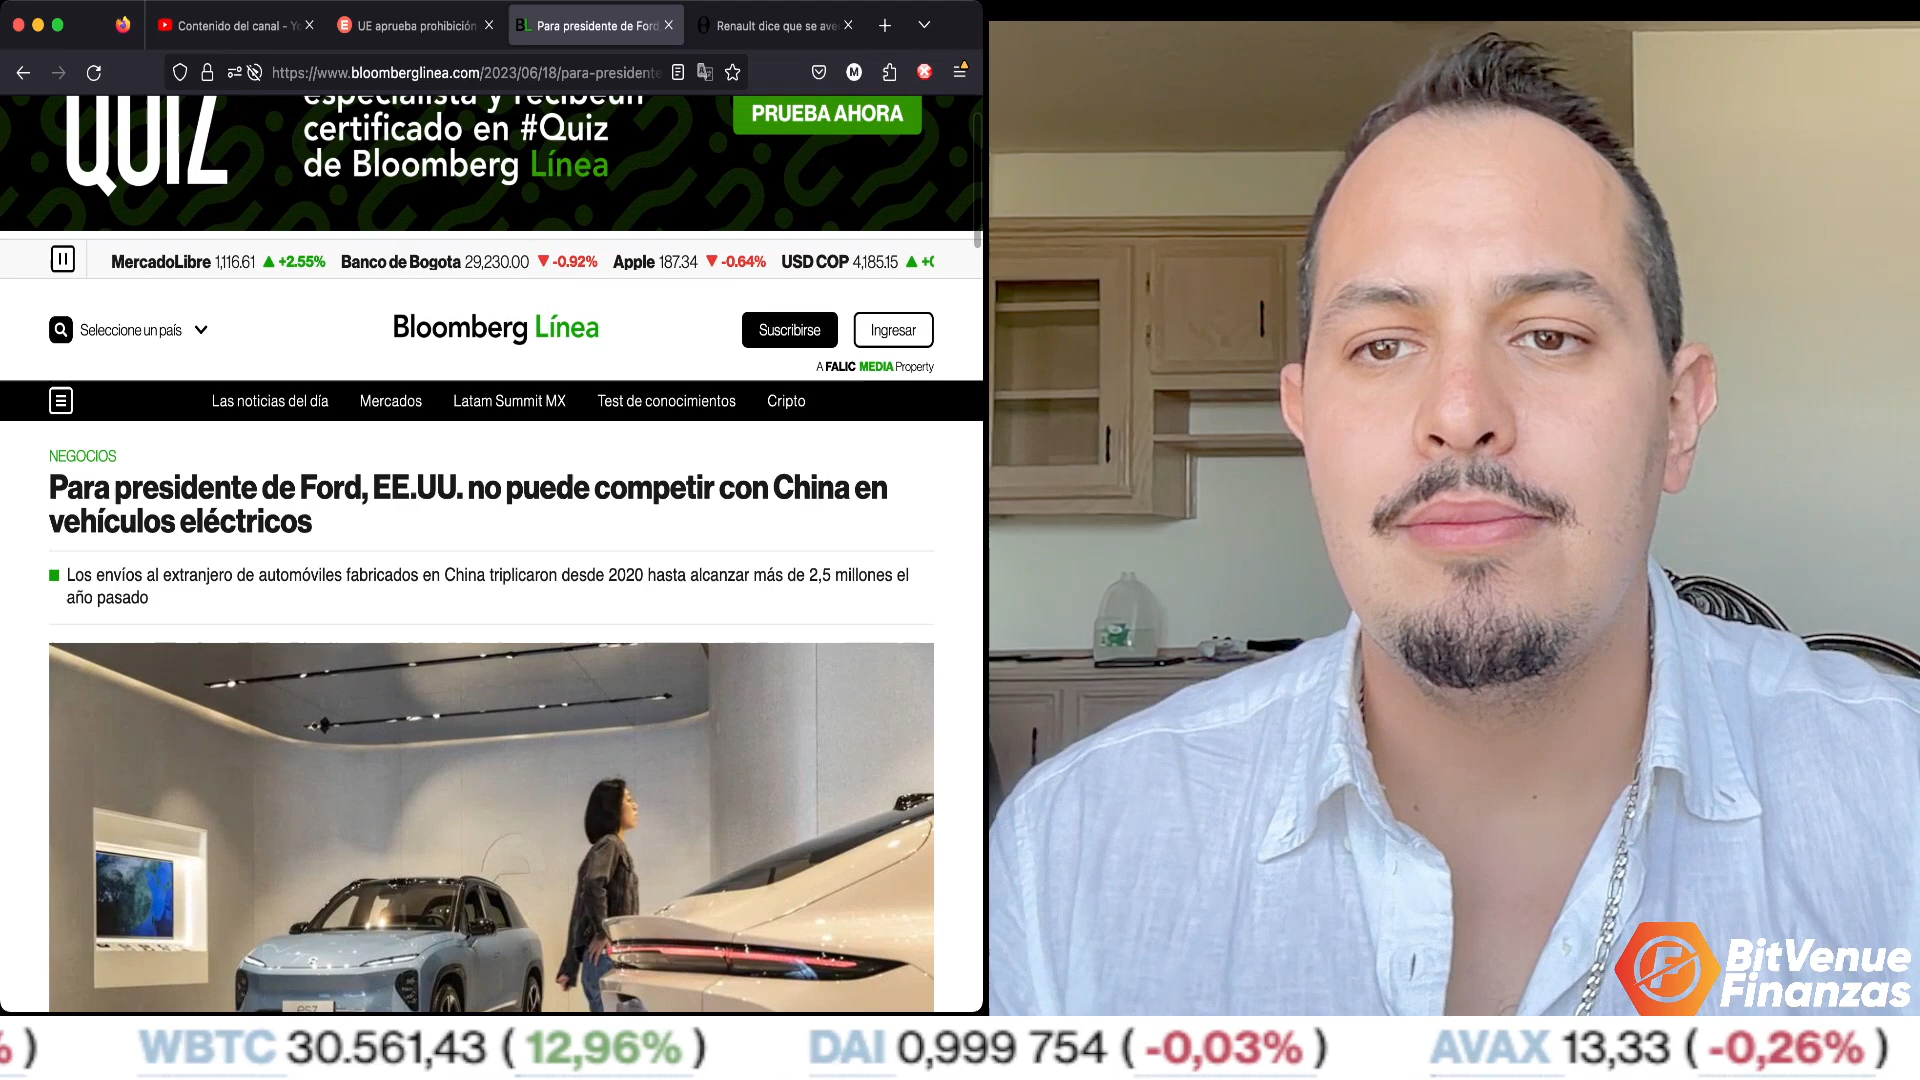 Contenido del canal - Yo
UE aprueba prohibición
Para presidente de Ford,
Renault dice que se ave
https://www.bloomberglinea.com/2023/06/18/para-presidente
QUIZ
especialista y recibe un
certificado en #Quiz
de Bloomberg Línea
PRUEBA AHORA
MercadoLibre 1,116.61 ▲ +2.55% Banco de Bogota 29,230.00 ▼ -0.92% Apple 187.34 ▼ -0.64% USD COP 4,185.15 ▲
Seleccione un país
Bloomberg Línea
Suscribirse
Ingresar
A FALIC MEDIA Property
Las noticias del día Mercados Latam Summit MX Test de conocimientos Cripto
NEGOCIOS
Para presidente de Ford, EE.UU. no puede competir con China en
vehículos eléctricos
Los envíos al extranjero de automóviles fabricados en China triplicaron desde 2020 hasta alcanzar más de 2,5 millones el
año pasado
BitVenue
Finanzas
%) WBTC 30.561,43 ( 12,96% ) DAI 0,999 754 ( -0,03% ) AVAX 13,33 ( -0,26% )